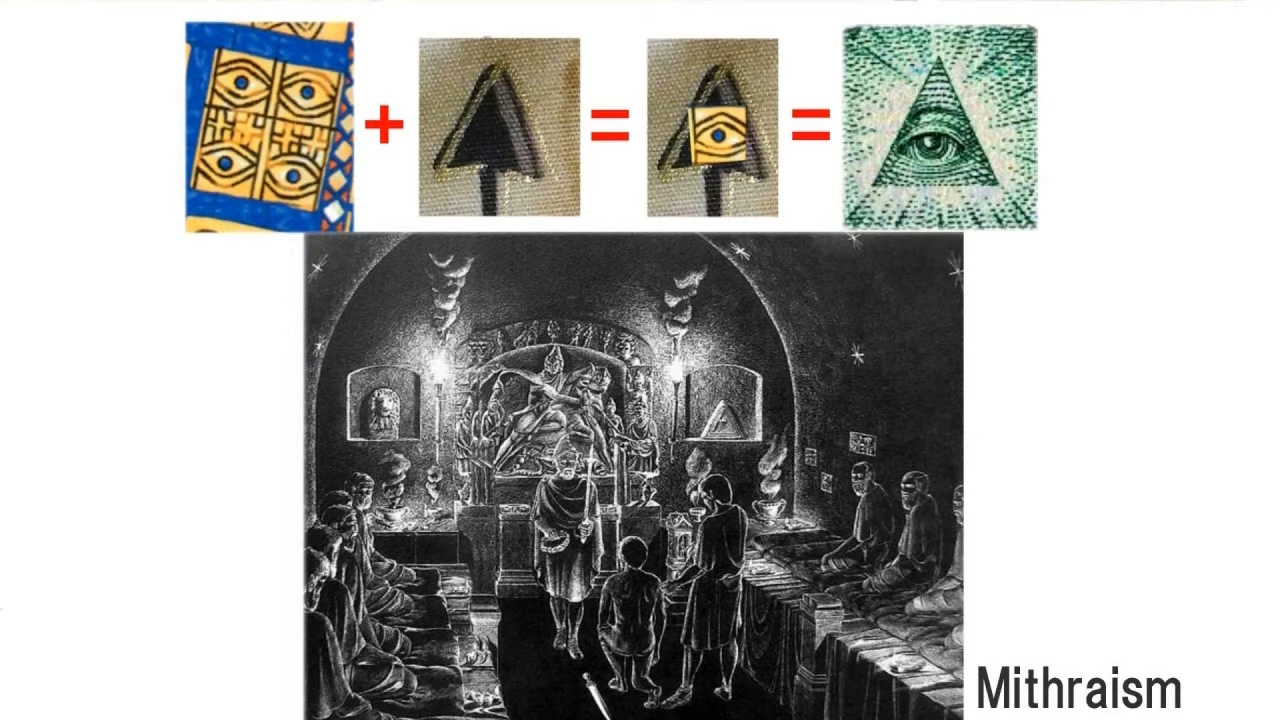 + = =
Mithraism